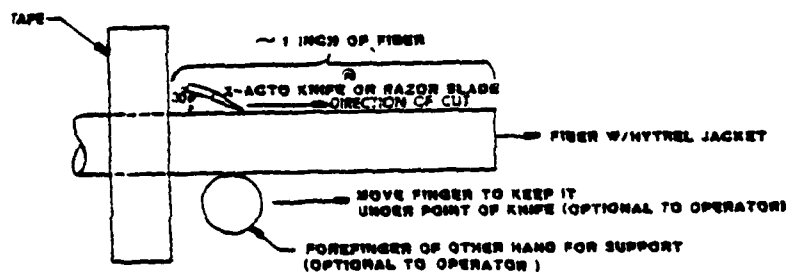 TAPE
~ 1 INCH OF FIBER
X-ACTO KNIFE OR RAZOR BLADE
30°
DIRECTION OF CUT
FIBER W/HYTREL JACKET
MOVE FINGER TO KEEP IT
UNDER POINT OF KNIFE (OPTIONAL TO OPERATOR)
FOREFINGER OF OTHER HAND FOR SUPPORT
(OPTIONAL TO OPERATOR)